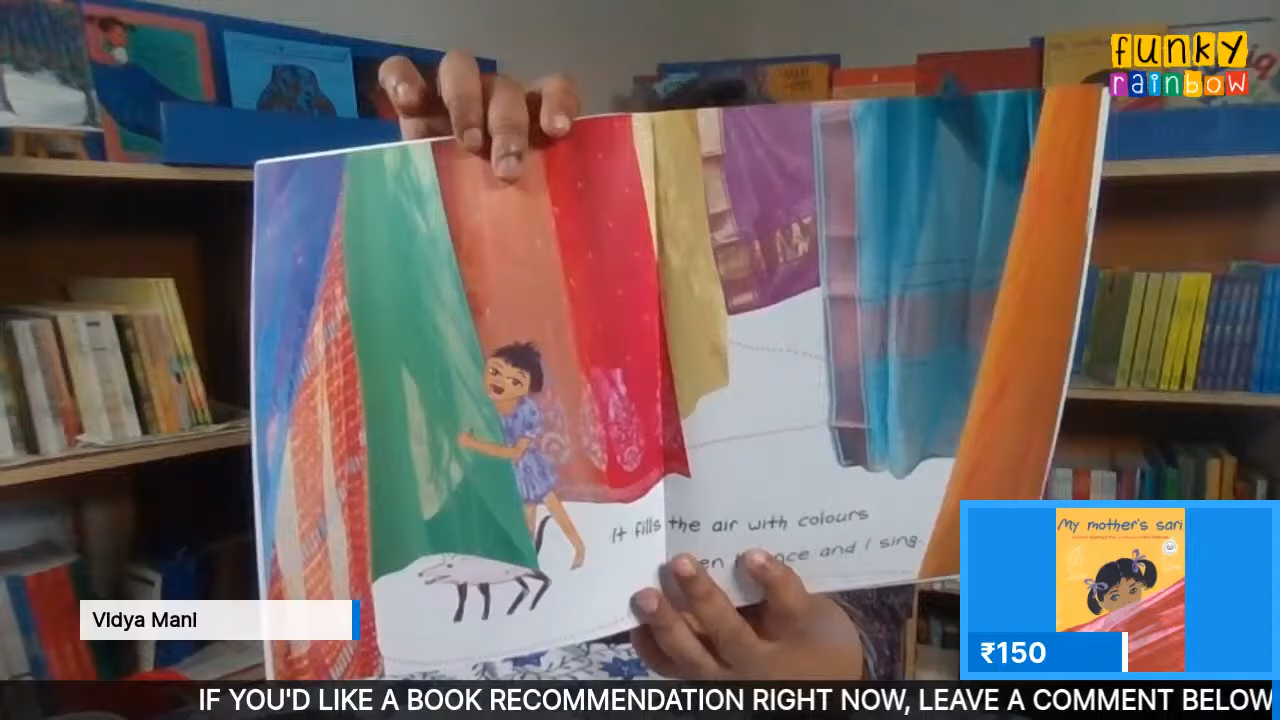 funky
rainbow
It fills the air with colours
and I sing.
My mother's sari
₹150
Vidya Mani
IF YOU'D LIKE A BOOK RECOMMENDATION RIGHT NOW, LEAVE A COMMENT BELOW